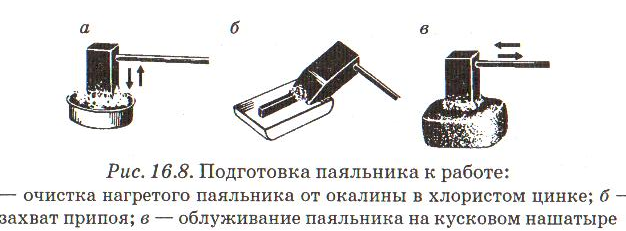 а б в
Рис. 16.8. Подготовка паяльника к работе:
— очистка нагретого паяльника от окалины в хлористом цинке; б —
захват припоя; в — облуживание паяльника на кусковом нашатыре